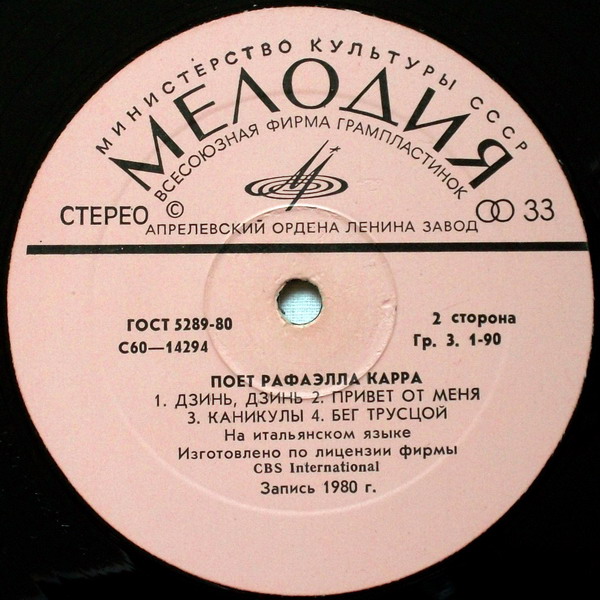 МИНИСТЕРСТВО КУЛЬТУРЫ СССР
МЕЛОДИЯ
ВСЕСОЮЗНАЯ ФИРМА ГРАМПЛАСТИНОК
СТЕРЕО © 33
АПРЕЛЕВСКИЙ ОРДЕНА ЛЕНИНА ЗАВОД
ГОСТ 5289-80 2 сторона
С60—14294 Гр. 3. 1-90
ПОЕТ РАФАЭЛЛА КАРРА
1. ДЗИНЬ, ДЗИНЬ 2. ПРИВЕТ ОТ МЕНЯ
3. КАНИКУЛЫ 4. БЕГ ТРУСЦОЙ
На итальянском языке
Изготовлено по лицензии фирмы
CBS International
Запись 1980 г.